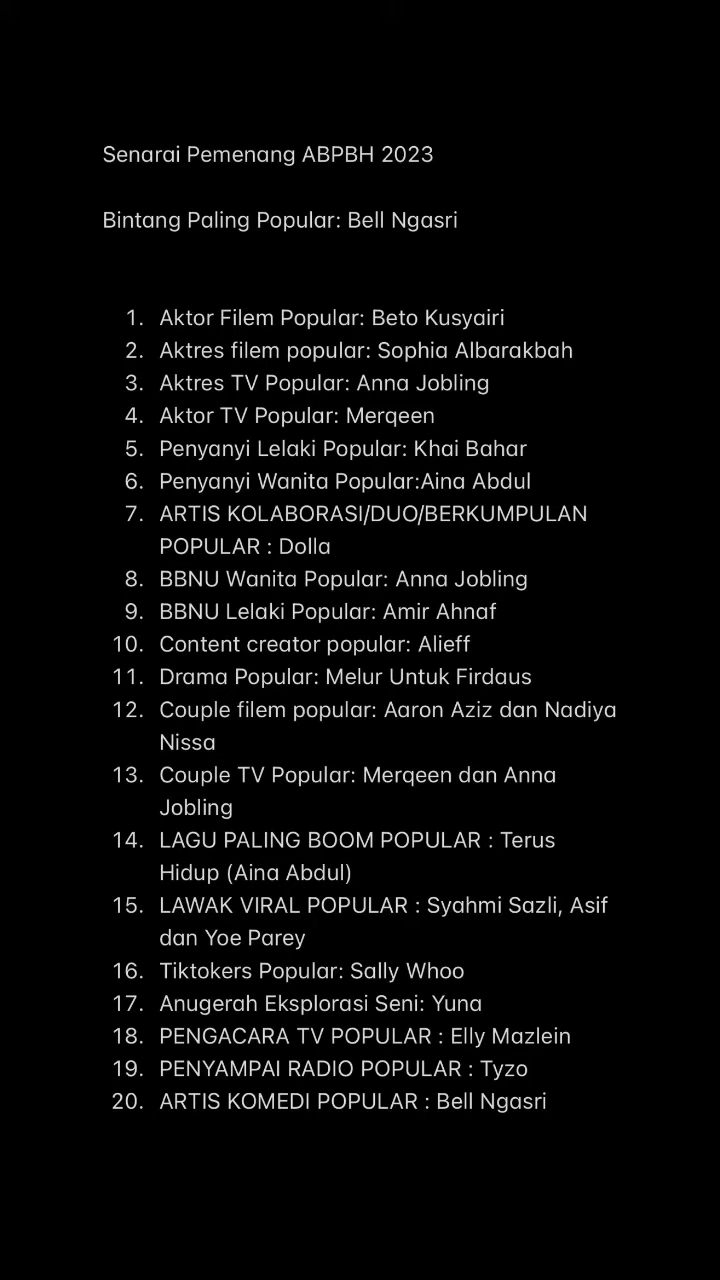 Senarai Pemenang ABPBH 2023
Bintang Paling Popular: Bell Ngasri
1. Aktor Filem Popular: Beto Kusyairi
2. Aktres filem popular: Sophia Albarakbah
3. Aktres TV Popular: Anna Jobling
4. Aktor TV Popular: Merqeen
5. Penyanyi Lelaki Popular: Khai Bahar
6. Penyanyi Wanita Popular:Aina Abdul
7. ARTIS KOLABORASI/DUO/BERKUMPULAN
POPULAR : Dolla
8. BBNU Wanita Popular: Anna Jobling
9. BBNU Lelaki Popular: Amir Ahnaf
10. Content creator popular: Alieff
11. Drama Popular: Melur Untuk Firdaus
12. Couple filem popular: Aaron Aziz dan Nadiya
Nissa
13. Couple TV Popular: Merqeen dan Anna
Jobling
14. LAGU PALING BOOM POPULAR : Terus
Hidup (Aina Abdul)
15. LAWAK VIRAL POPULAR : Syahmi Sazli, Asif
dan Yoe Parey
16. Tiktokers Popular: Sally Whoo
17. Anugerah Eksplorasi Seni: Yuna
18. PENGACARA TV POPULAR : Elly Mazlein
19. PENYAMPAI RADIO POPULAR : Tyzo
20. ARTIS KOMEDI POPULAR : Bell Ngasri